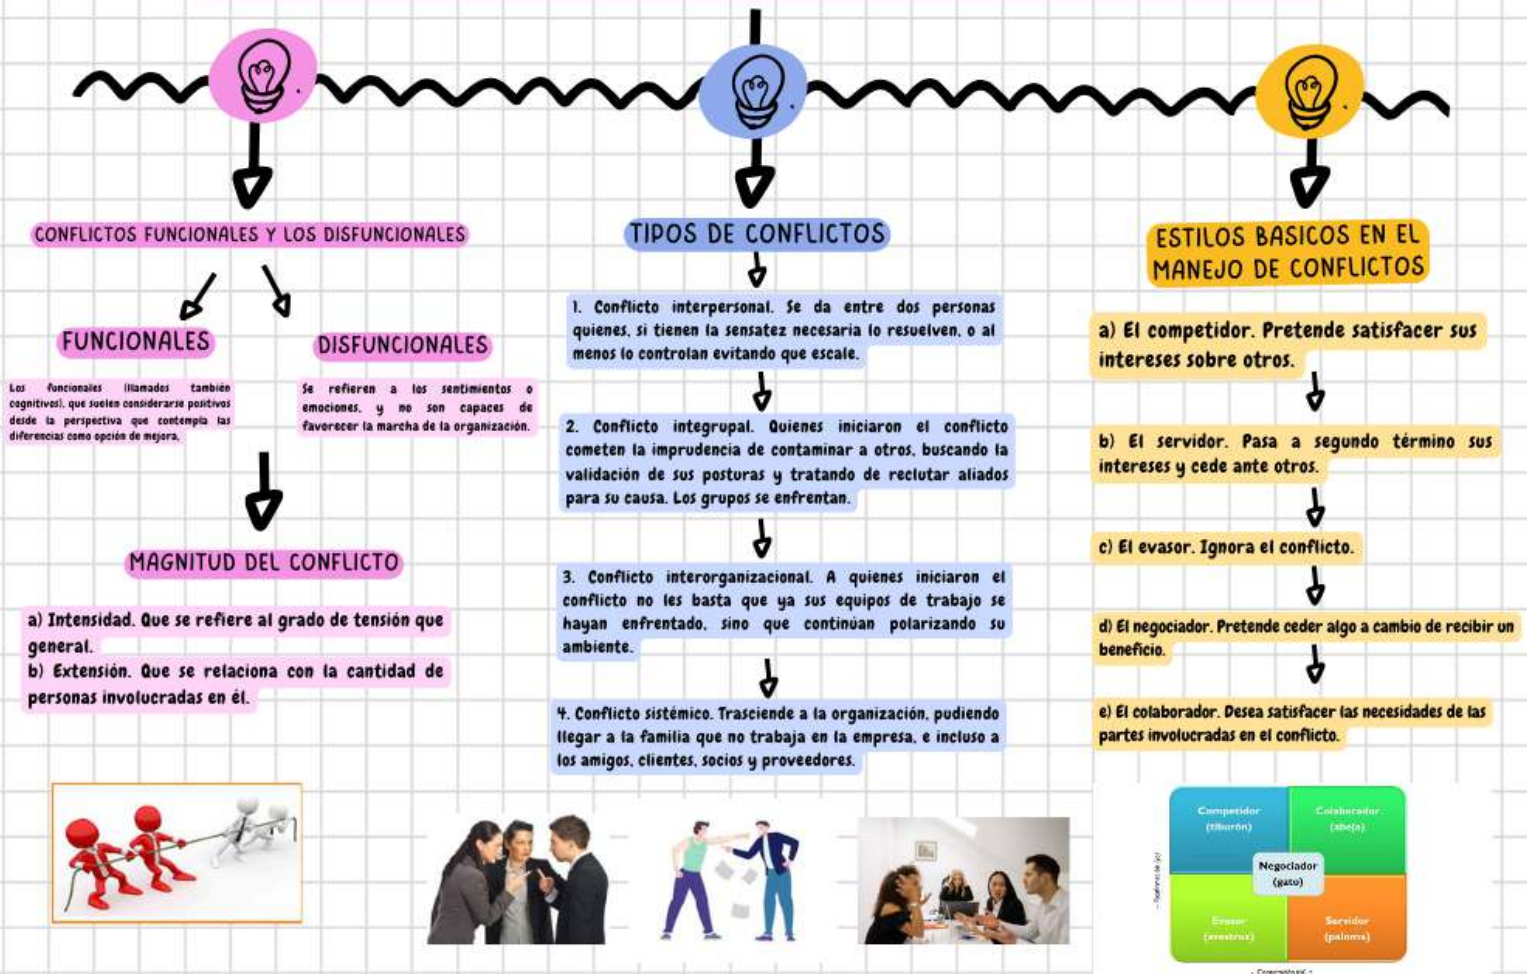 CONFLICTOS FUNCIONALES Y LOS DISFUNCIONALES
FUNCIONALES
Los funcionales (llamados también
cognitivos), que suelen considerarse positivos
desde la perspectiva que contempla las
diferencias como opción de mejora,
DISFUNCIONALES
Se refieren a los sentimientos o
emociones, y no son capaces de
favorecer la marcha de la organización.
MAGNITUD DEL CONFLICTO
a) Intensidad. Que se refiere al grado de tensión que
general.
b) Extensión. Que se relaciona con la cantidad de
personas involucradas en él.
TIPOS DE CONFLICTOS
1. Conflicto interpersonal. Se da entre dos personas
quienes, si tienen la sensatez necesaria lo resuelven, o al
menos lo controlan evitando que escale.
2. Conflicto integrupal. Quienes iniciaron el conflicto
cometen la imprudencia de contaminar a otros, buscando la
validación de sus posturas y tratando de reclutar aliados
para su causa. Los grupos se enfrentan.
3. Conflicto interorganizacional. A quienes iniciaron el
conflicto no les basta que ya sus equipos de trabajo se
hayan enfrentado, sino que continúan polarizando su
ambiente.
4. Conflicto sistémico. Trasciende a la organización, pudiendo
llegar a la familia que no trabaja en la empresa, e incluso a
los amigos, clientes, socios y proveedores.
ESTILOS BASICOS EN EL
MANEJO DE CONFLICTOS
a) El competidor. Pretende satisfacer sus
intereses sobre otros.
b) El servidor. Pasa a segundo término sus
intereses y cede ante otros.
c) El evasor. Ignora el conflicto.
d) El negociador. Pretende ceder algo a cambio de recibir un
beneficio.
e) El colaborador. Desea satisfacer las necesidades de las
partes involucradas en el conflicto.
Competidor
(tiburón)
Colaborador
(abeja)
Negociador
(gato)
Evasor
(avestruz)
Servidor
(paloma)